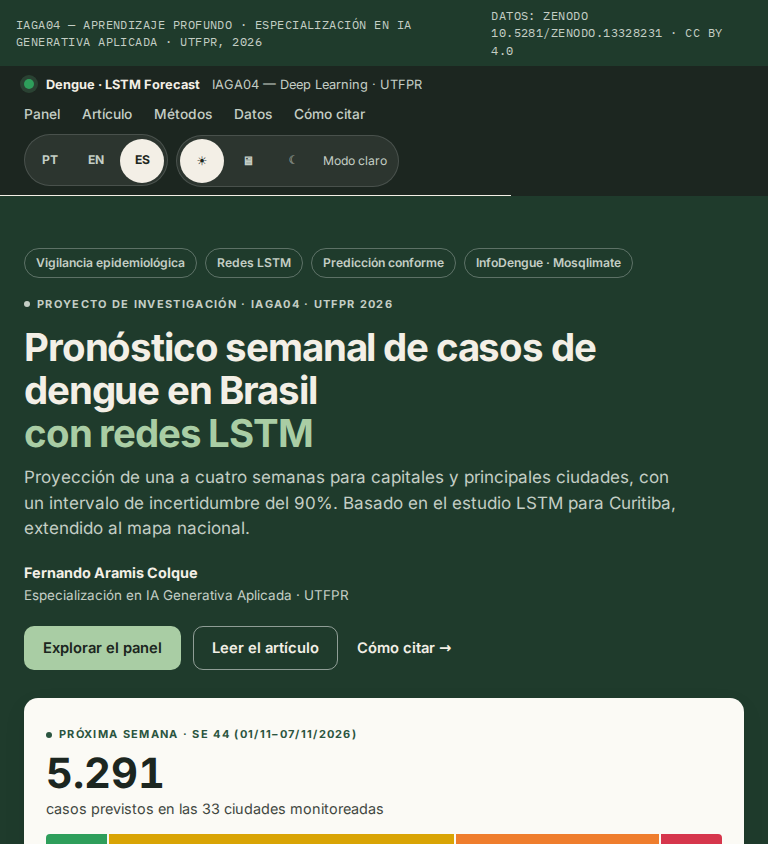 IAGA04 — APRENDIZAJE PROFUNDO · ESPECIALIZACIÓN EN IA
GENERATIVA APLICADA · UTFPR, 2026
DATOS: ZENODO
10.5281/ZENODO.13328231 · CC BY
4.0
Dengue · LSTM Forecast IAGA04 — Deep Learning · UTFPR
Panel Artículo Métodos Datos Cómo citar
PT EN ES Modo claro
Vigilancia epidemiológica Redes LSTM Predicción conforme InfoDengue · Mosqlimate
PROYECTO DE INVESTIGACIÓN · IAGA04 · UTFPR 2026
Pronóstico semanal de casos de
dengue en Brasil
con redes LSTM
Proyección de una a cuatro semanas para capitales y principales ciudades, con
un intervalo de incertidumbre del 90%. Basado en el estudio LSTM para Curitiba,
extendido al mapa nacional.
Fernando Aramis Colque
Especialización en IA Generativa Aplicada · UTFPR
Explorar el panel Leer el artículo Cómo citar →
PRÓXIMA SEMANA · SE 44 (01/11–07/11/2026)
5.291
casos previstos en las 33 ciudades monitoreadas